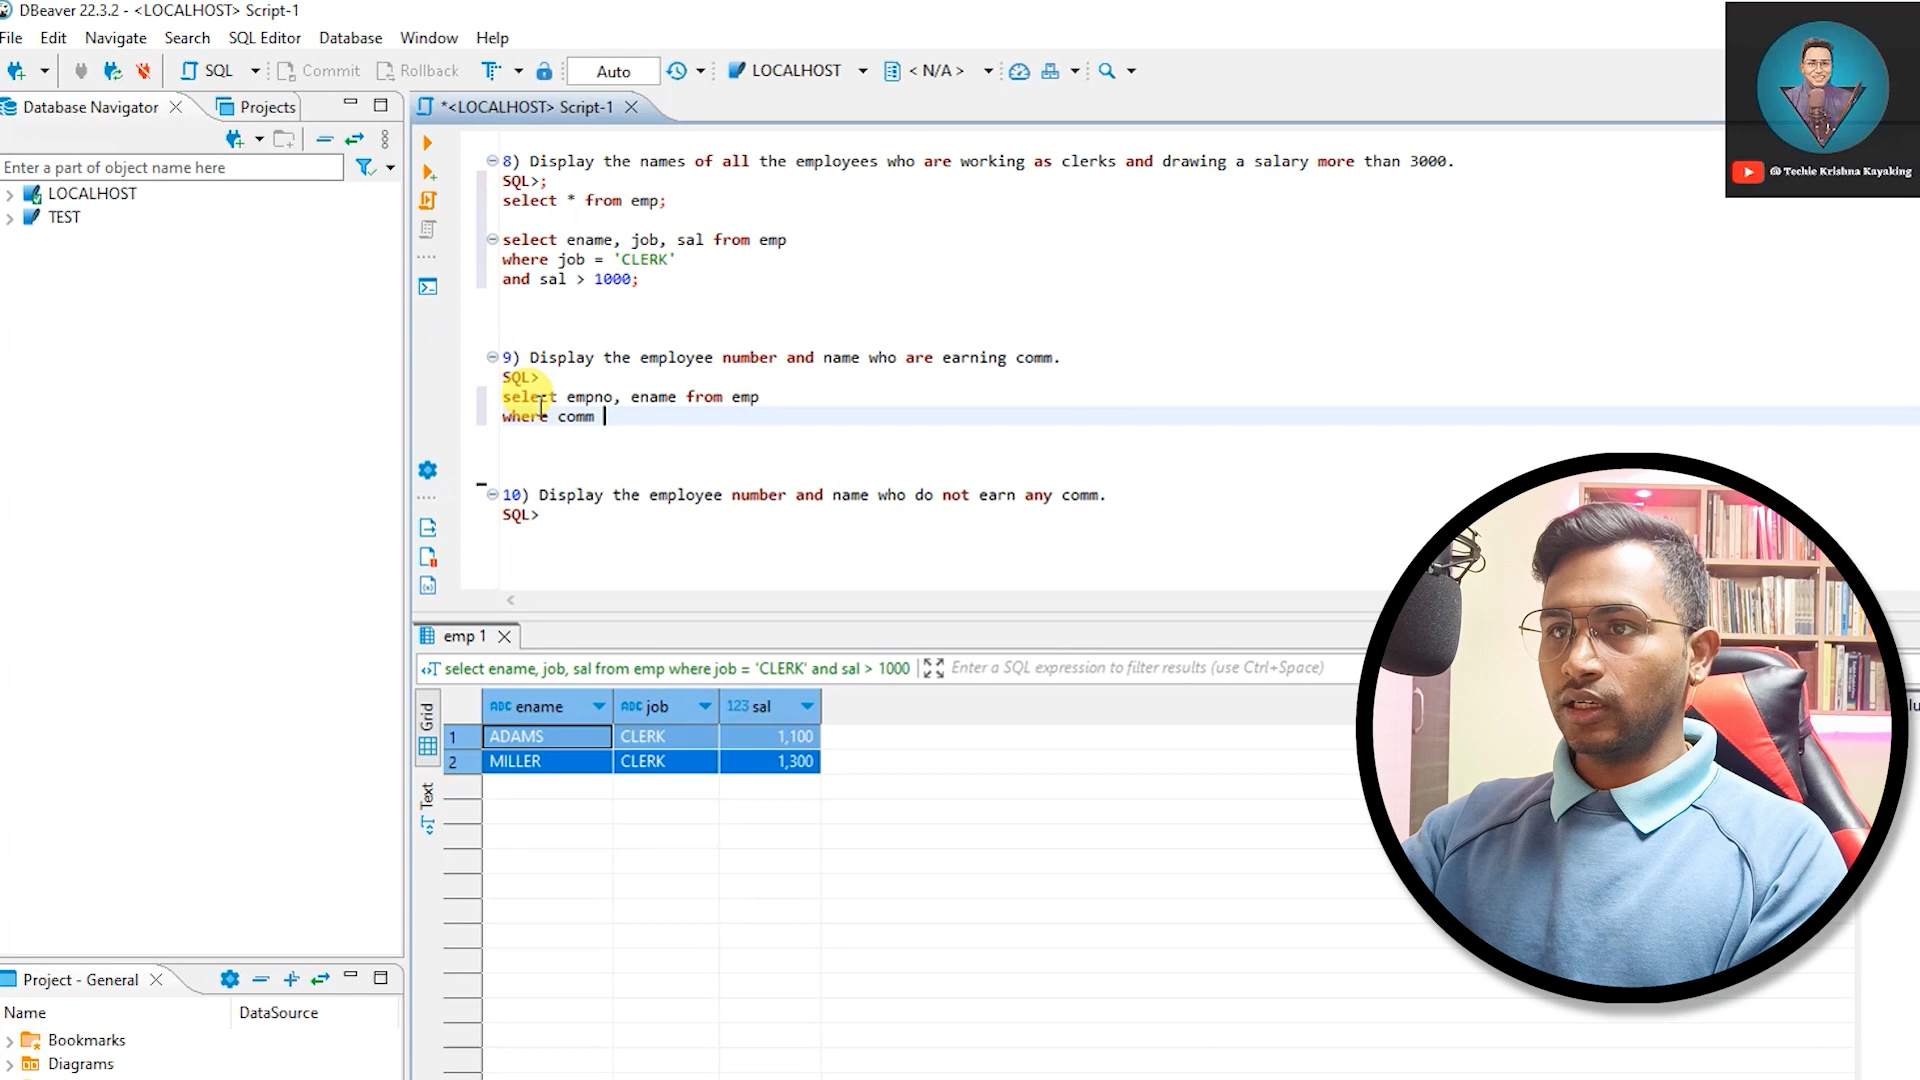 DBeaver 22.3.2 - <LOCALHOST> Script-1
File Edit Navigate Search SQL Editor Database Window Help
SQL Commit Rollback Auto LOCALHOST < N/A >
Database Navigator Projects
*<LOCALHOST> Script-1
Enter a part of object name here
LOCALHOST
TEST
8) Display the names of all the employees who are working as clerks and drawing a salary more than 3000.
SQL>;
select * from emp;
select ename, job, sal from emp
where job = 'CLERK'
and sal > 1000;
9) Display the employee number and name who are earning comm.
SQL>
select empno, ename from emp
where comm
10) Display the employee number and name who do not earn any comm.
SQL>
@ Techie Krishna Kayaking
emp 1
select ename, job, sal from emp where job = 'CLERK' and sal > 1000 Enter a SQL expression to filter results (use Ctrl+Space)
Grid
Text
ABC ename ABC job 123 sal
1 ADAMS CLERK 1,100
2 MILLER CLERK 1,300
Project - General
Name DataSource
Bookmarks
Diagrams